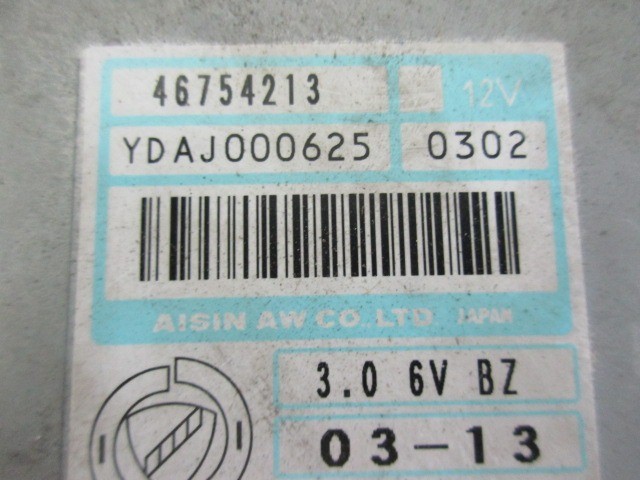 46754213 12V
YDAJ000625 0302
AISIN AW CO.,LTD. JAPAN
3.0 6V BZ
03-13